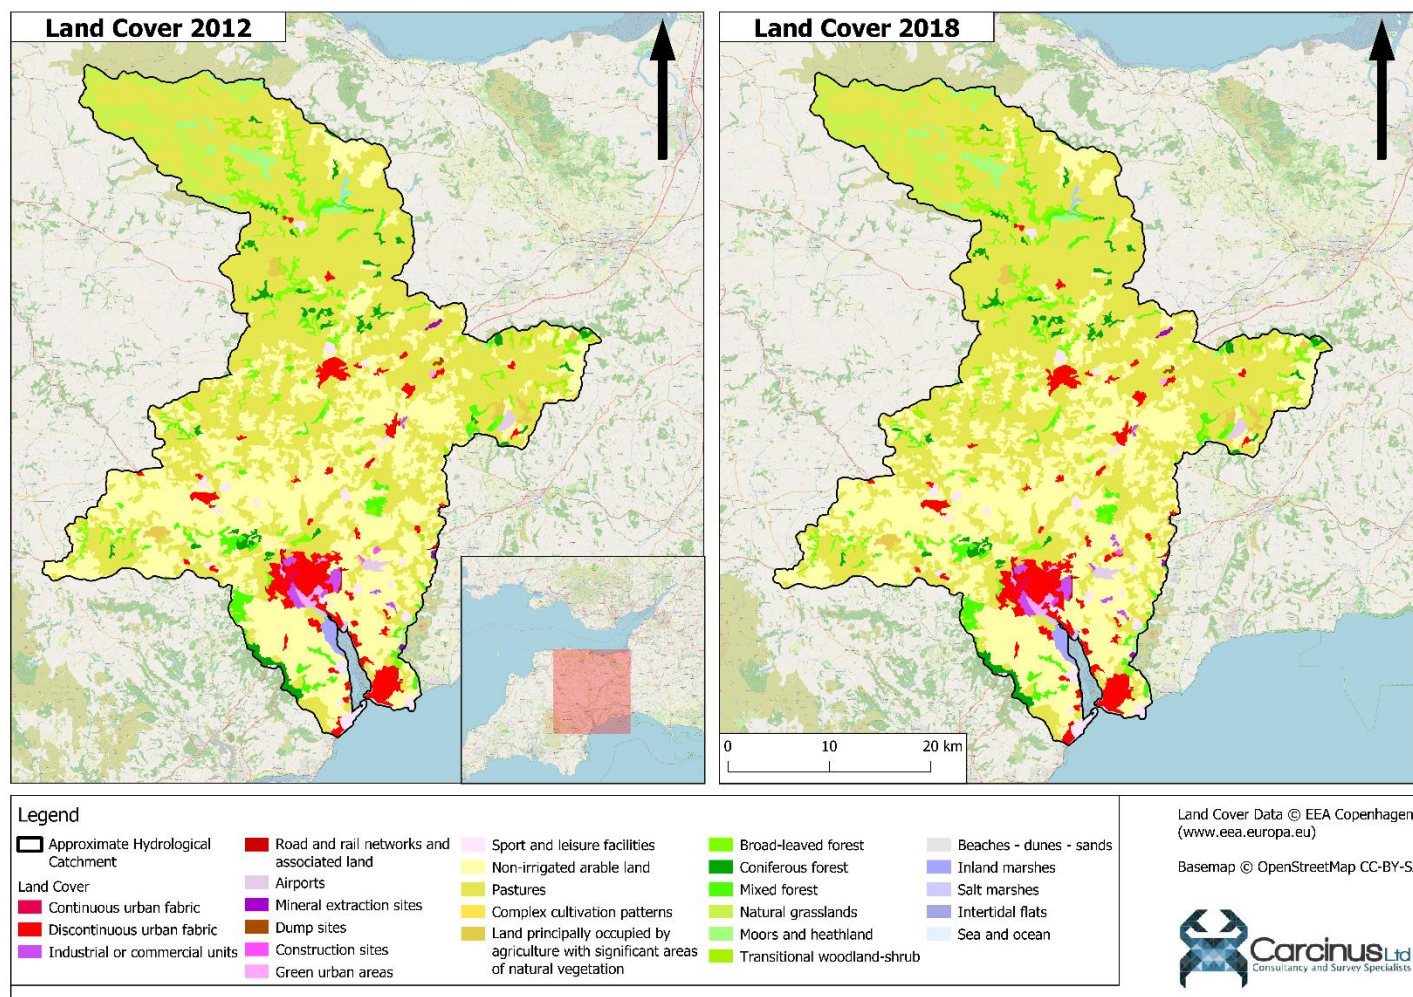 Land Cover 2012
Land Cover 2018
0 10 20 km
Legend
Approximate Hydrological
Catchment
Land Cover
Continuous urban fabric
Discontinuous urban fabric
Industrial or commercial units
Road and rail networks and
associated land
Airports
Mineral extraction sites
Dump sites
Construction sites
Green urban areas
Sport and leisure facilities
Non-irrigated arable land
Pastures
Complex cultivation patterns
Land principally occupied by
agriculture with significant areas
of natural vegetation
Broad-leaved forest
Coniferous forest
Mixed forest
Natural grasslands
Moors and heathland
Transitional woodland-shrub
Beaches - dunes - sands
Inland marshes
Salt marshes
Intertidal flats
Sea and ocean
Land Cover Data © EEA Copenhagen
(www.eea.europa.eu)
Basemap © OpenStreetMap CC-BY-S
Carcinus Ltd
Consultancy and Survey Specialists